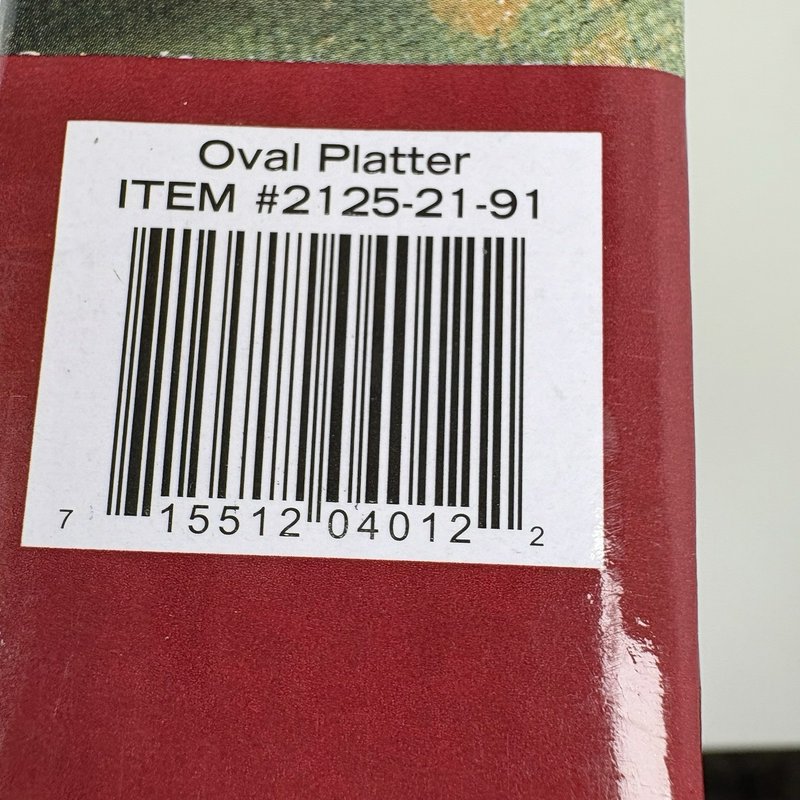 Oval Platter
ITEM #2125-21-91
7 15512 04012 2